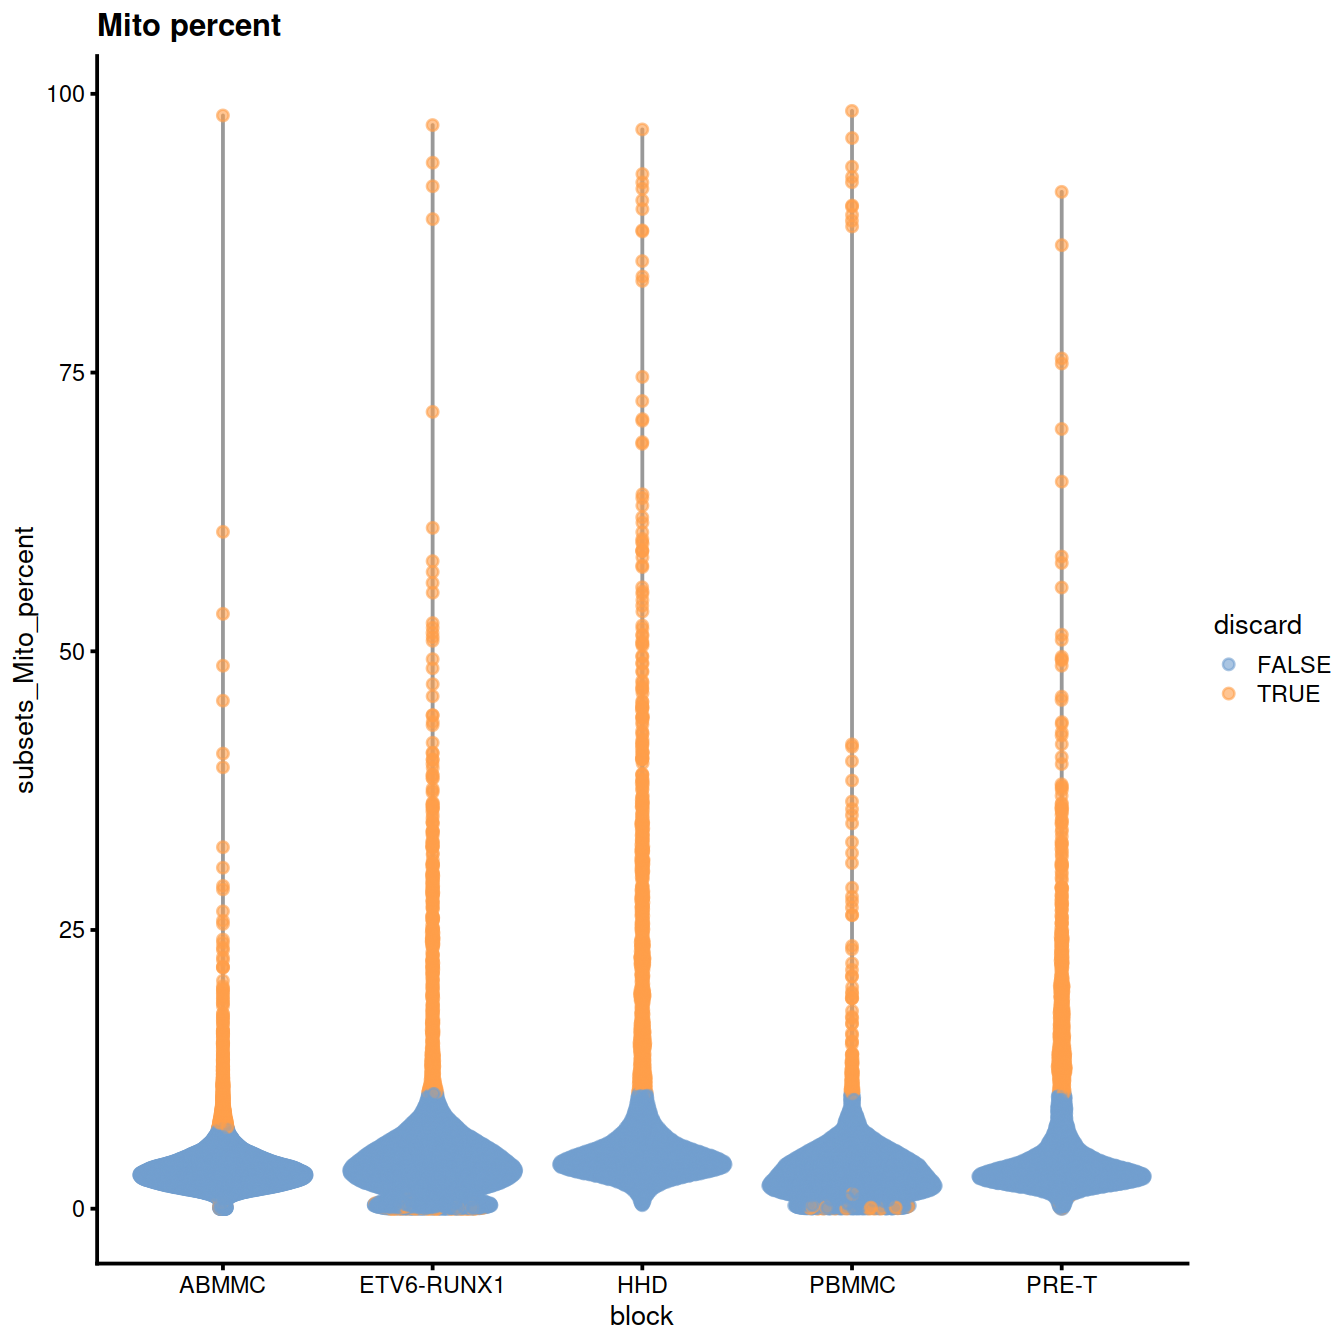 Mito percent
100
75
50
25
0
subsets_Mito_percent
ABMMC
ETV6-RUNX1
HHD
PBMMC
PRE-T
block
discard
FALSE
TRUE